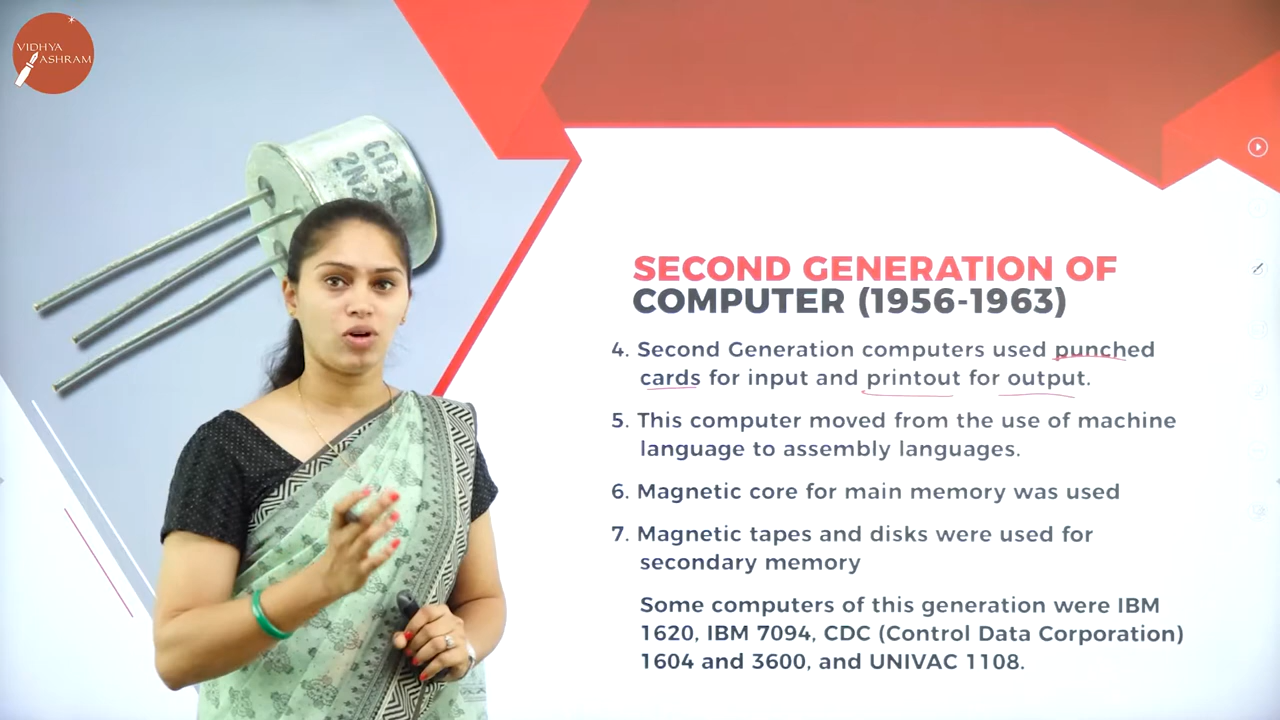 VIDHYA
ASHRAM
SECOND GENERATION OF
COMPUTER (1956-1963)
4. Second Generation computers used punched
cards for input and printout for output.
5. This computer moved from the use of machine
language to assembly languages.
6. Magnetic core for main memory was used
7. Magnetic tapes and disks were used for
secondary memory
Some computers of this generation were IBM
1620, IBM 7094, CDC (Control Data Corporation)
1604 and 3600, and UNIVAC 1108.